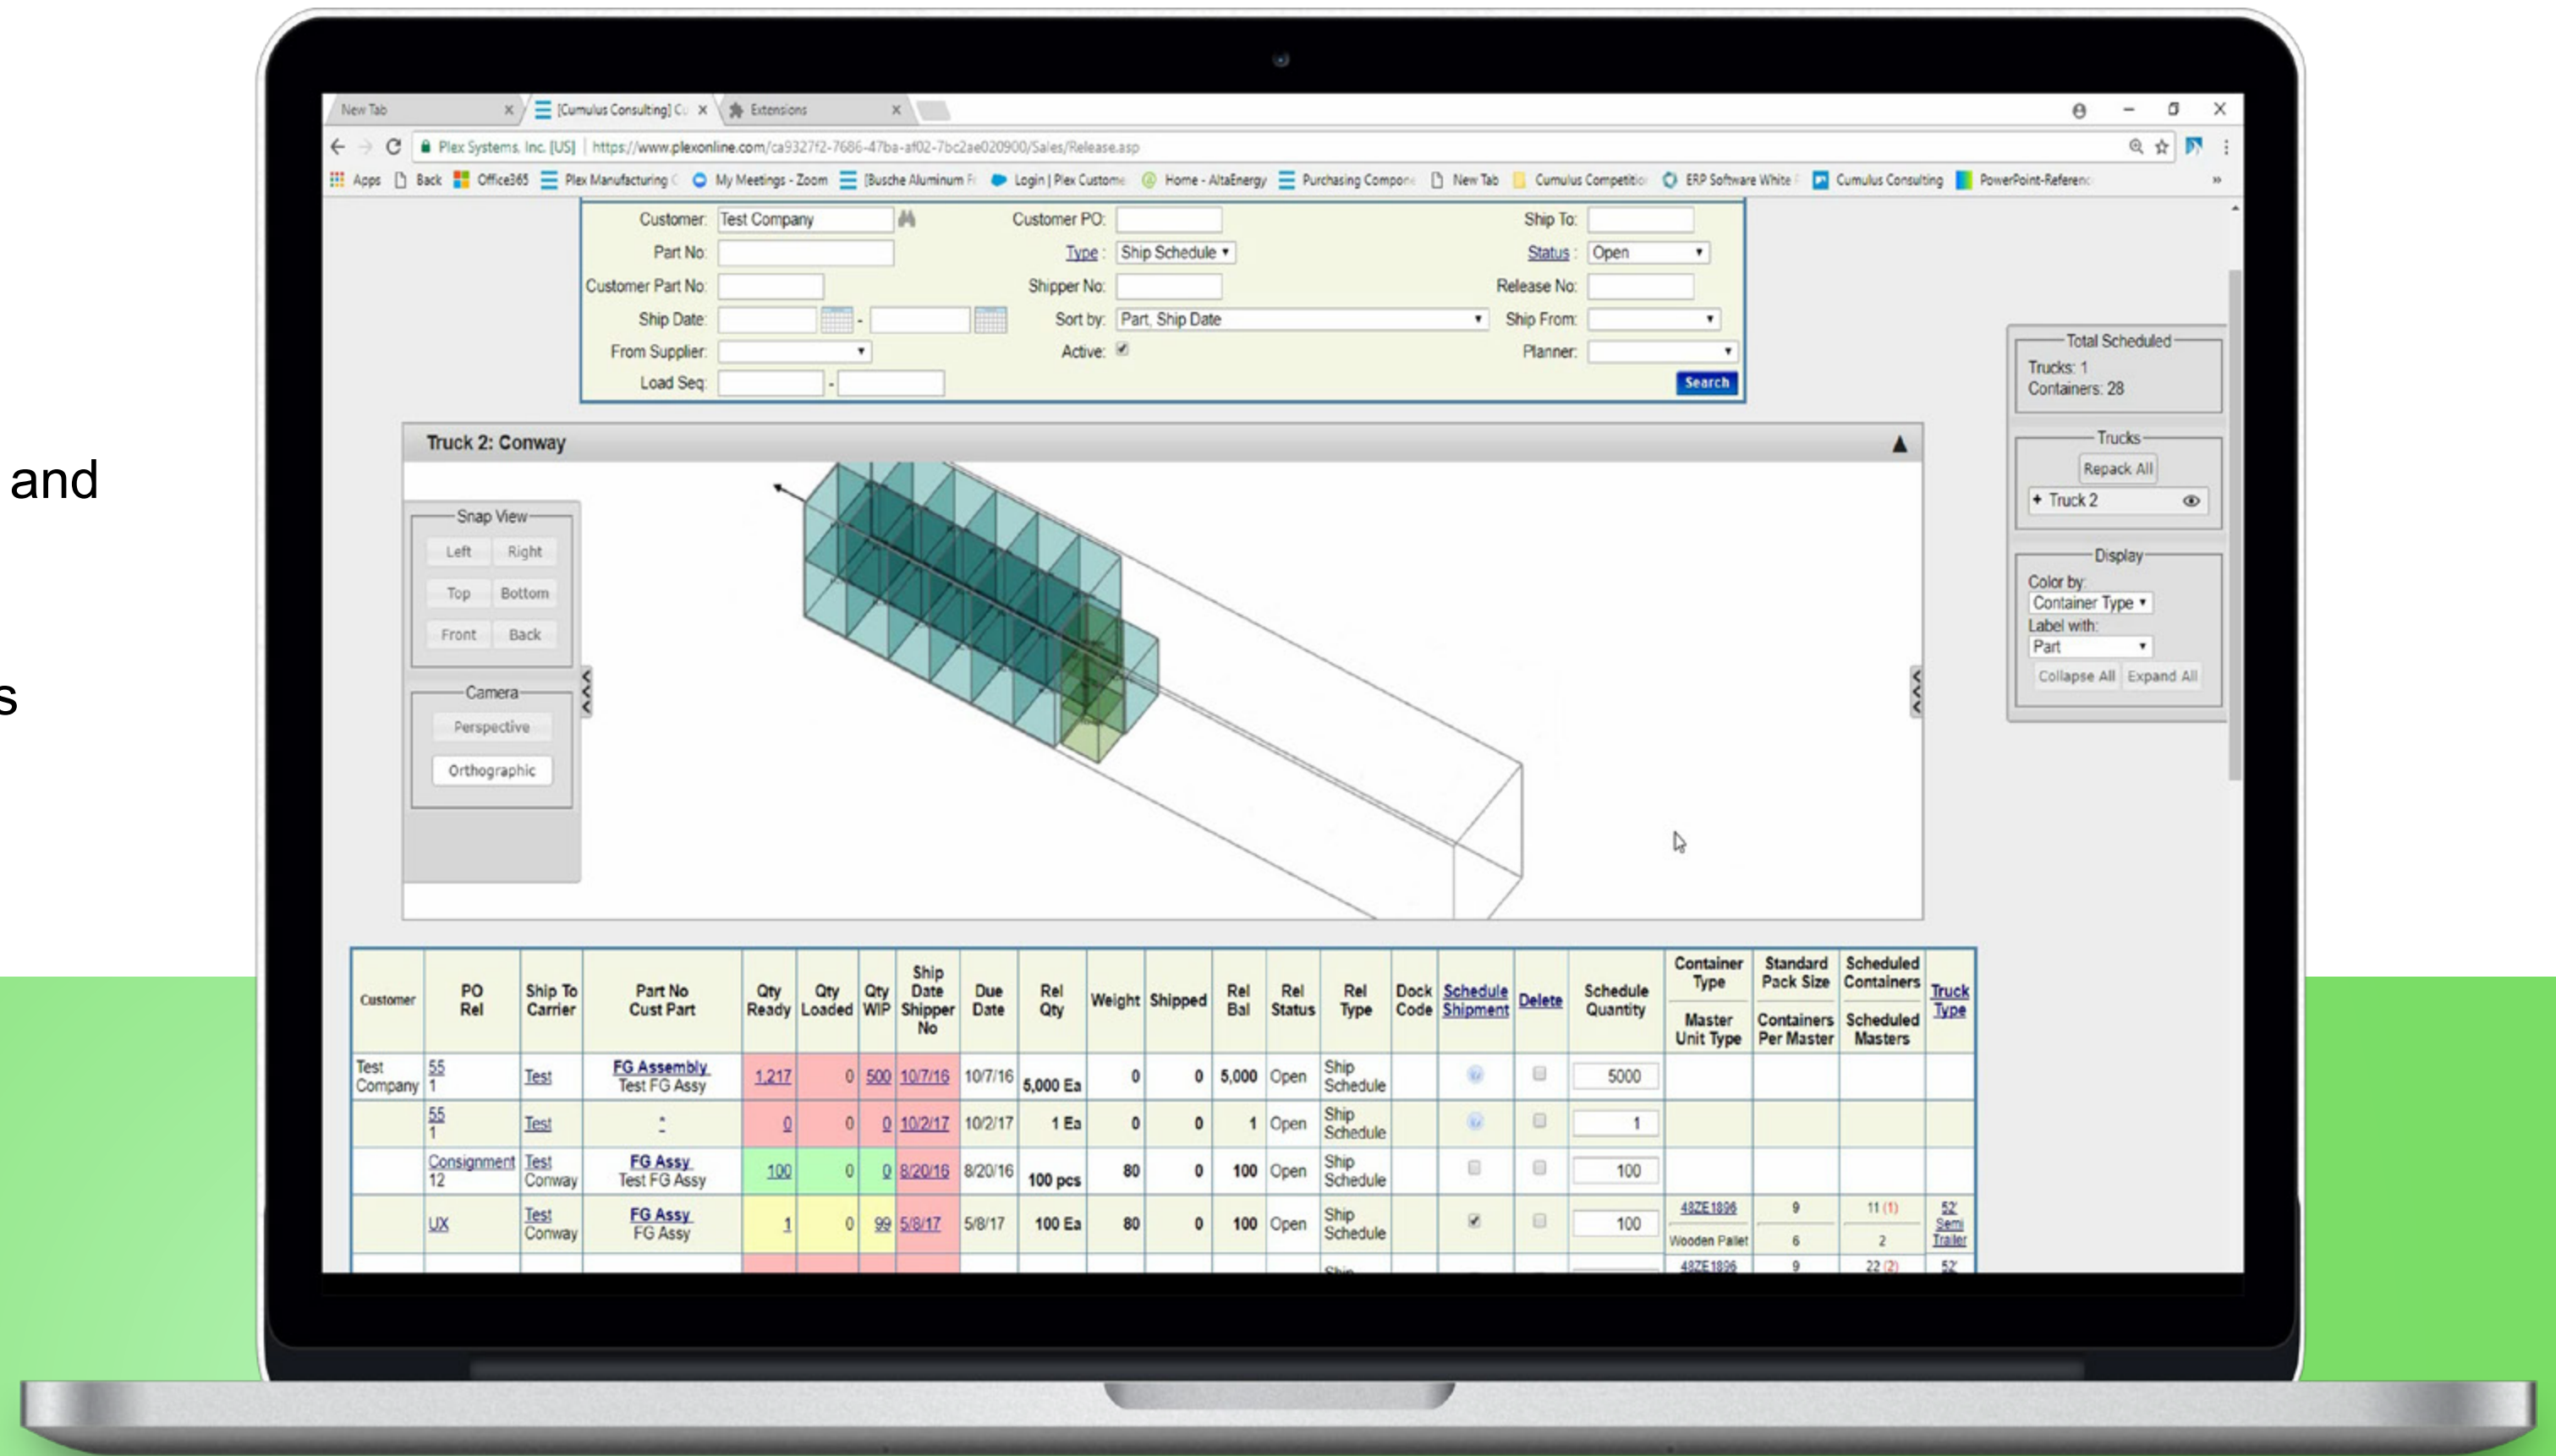 and
s
New Tab
[Cumulus Consulting] Cu
Extensions
Plex Systems, Inc. [US] | https://www.plexonline.com/ca9327f2-7686-47ba-af02-7bc2ae020900/Sales/Release.asp
Apps Back Office365 Plex Manufacturing C My Meetings - Zoom [Busche Aluminum F Login | Plex Custome Home - AltaEnergy Purchasing Compone New Tab Cumulus Competitio ERP Software White Cumulus Consulting PowerPoint-Referenc »
Customer: Test Company Customer PO: Ship To:
Part No: Type : Ship Schedule Status : Open
Customer Part No: Shipper No: Release No:
Ship Date: - Sort by: Part, Ship Date Ship From:
From Supplier: Active: Planner:
Load Seq: - Search
Truck 2: Conway
Snap View
Left Right
Top Bottom
Front Back
Camera
Perspective
Orthographic
Total Scheduled
Trucks: 1
Containers: 28
Trucks
Repack All
+ Truck 2
Display
Color by:
Container Type
Label with:
Part
Collapse All Expand All
Customer
PO
Rel
Ship To
Carrier
Part No
Cust Part
Qty
Ready
Qty
Loaded
Qty
WIP
Ship
Date
Shipper
No
Due
Date
Rel
Qty
Weight
Shipped
Rel
Bal
Rel
Status
Rel
Type
Dock
Code
Schedule
Shipment
Delete
Schedule
Quantity
Container
Type
Master
Unit Type
Standard
Pack Size
Containers
Per Master
Scheduled
Containers
Scheduled
Masters
Truck
Type
Test
Company
55
1
Test
FG Assembly
Test FG Assy
1,217 0 500 10/7/16 10/7/16 5,000 Ea 0 0 5,000 Open
Ship
Schedule
5000
55
1
Test
0 0 0 10/2/17 10/2/17 1 Ea 0 0 1 Open
Ship
Schedule
1
Consignment
12
Test
Conway
FG Assy
Test FG Assy
100 0 0 8/20/16 8/20/16 100 pcs 80 0 100 Open
Ship
Schedule
100
UX
Test
Conway
FG Assy
FG Assy
1 0 99 5/8/17 5/8/17 100 Ea 80 0 100 Open
Ship
Schedule
100
48ZE1896 9 11 (1)
Wooden Pallet 6 2
52'
Semi
Trailer
Ship
48ZE1896 9 22 (2) 52'